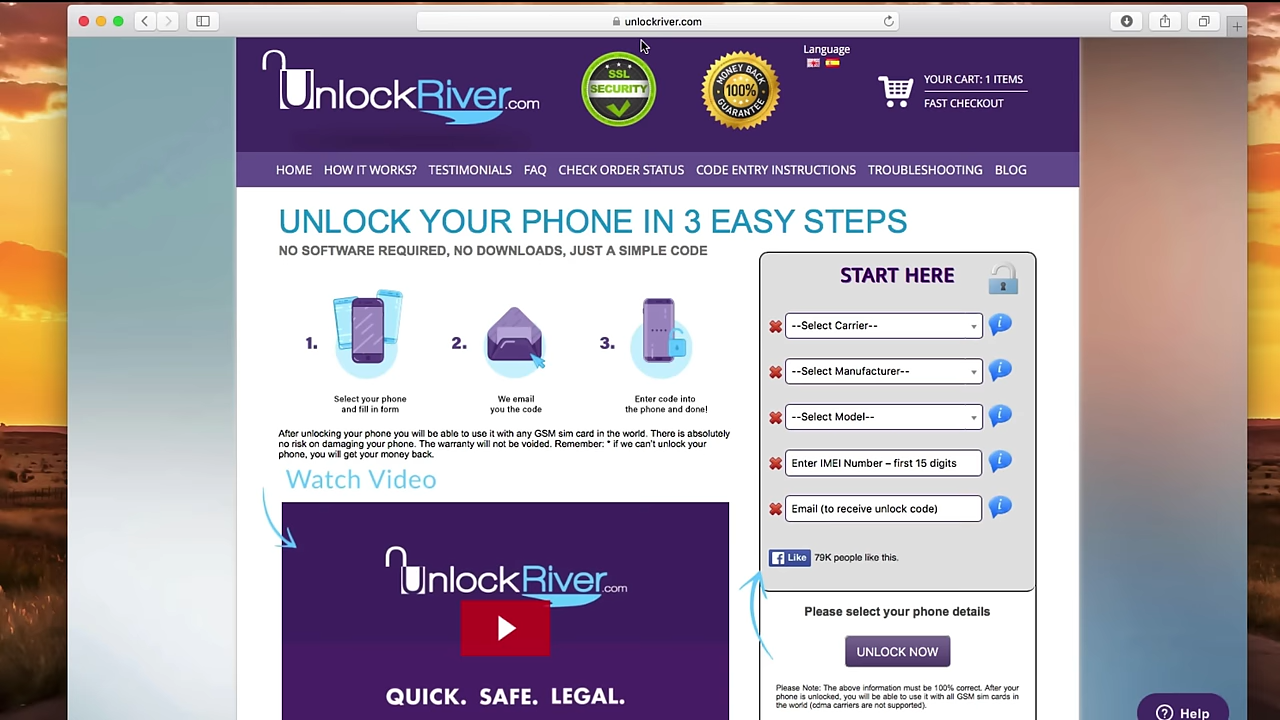 unlockriver.com
UnlockRiver.com
SSL
SECURITY
MONEY BACK
100%
GUARANTEE
Language
YOUR CART: 1 ITEMS
FAST CHECKOUT
HOME HOW IT WORKS? TESTIMONIALS FAQ CHECK ORDER STATUS CODE ENTRY INSTRUCTIONS TROUBLESHOOTING BLOG
UNLOCK YOUR PHONE IN 3 EASY STEPS
NO SOFTWARE REQUIRED, NO DOWNLOADS, JUST A SIMPLE CODE
1.
Select your phone
and fill in form
2.
We email
you the code
3.
Enter code into
the phone and done!
After unlocking your phone you will be able to use it with any GSM sim card in the world. There is absolutely
no risk on damaging your phone. The warranty will not be voided. Remember: * if we can't unlock your
phone, you will get your money back.
Watch Video
UnlockRiver.com
QUICK. SAFE. LEGAL.
START HERE
--Select Carrier--
--Select Manufacturer--
--Select Model--
Enter IMEI Number – first 15 digits
Email (to receive unlock code)
Like 79K people like this.
Please select your phone details
UNLOCK NOW
Please Note: The above information must be 100% correct. After your
phone is unlocked, you will be able to use it with all GSM sim cards in
the world (cdma carriers are not supported).
Help